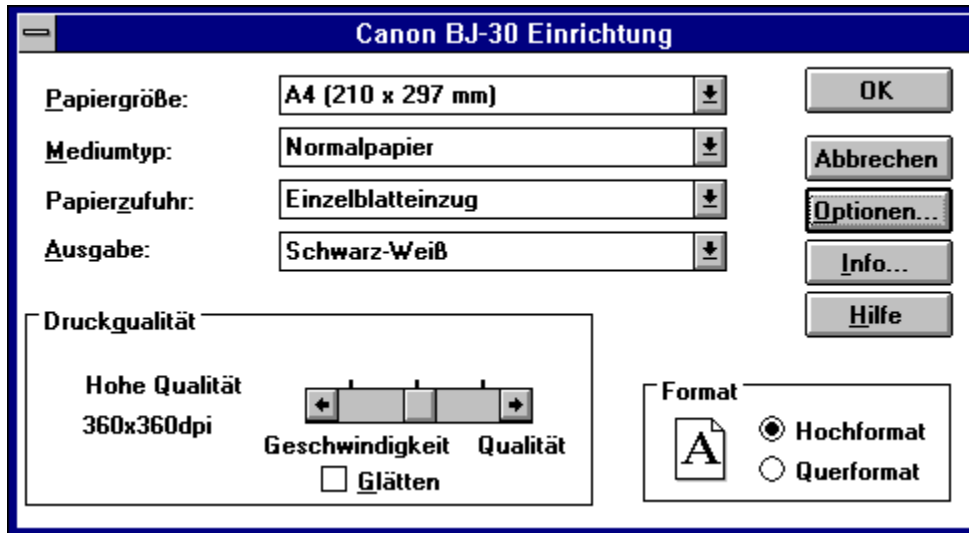 Canon BJ-30 Einrichtung
Papiergröße:
A4 (210 x 297 mm)
OK
Mediumtyp:
Normalpapier
Abbrechen
Papierzufuhr:
Einzelblatteinzug
Optionen...
Ausgabe:
Schwarz-Weiß
Info...
Hilfe
Druckqualität
Hohe Qualität
360x360dpi
Geschwindigkeit Qualität
Glätten
Format
A
Hochformat
Querformat